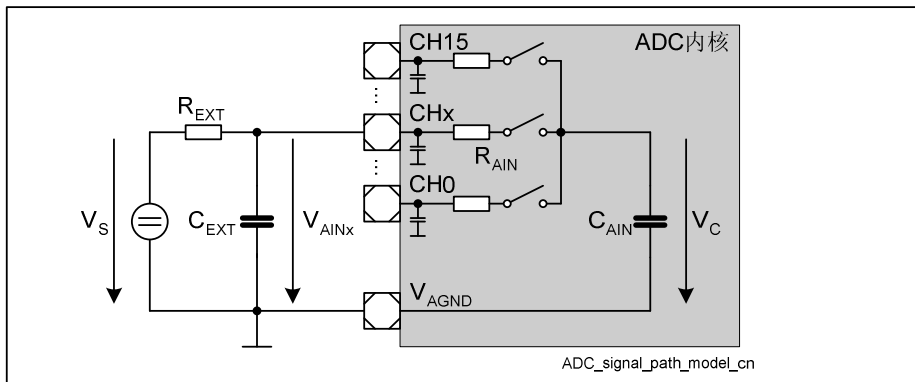 CH15
ADC内核
⋮
R_EXT
CHx
R_AIN
⋮
CH0
V_S
C_EXT
V_AINx
C_AIN
V_C
V_AGND
ADC_signal_path_model_cn